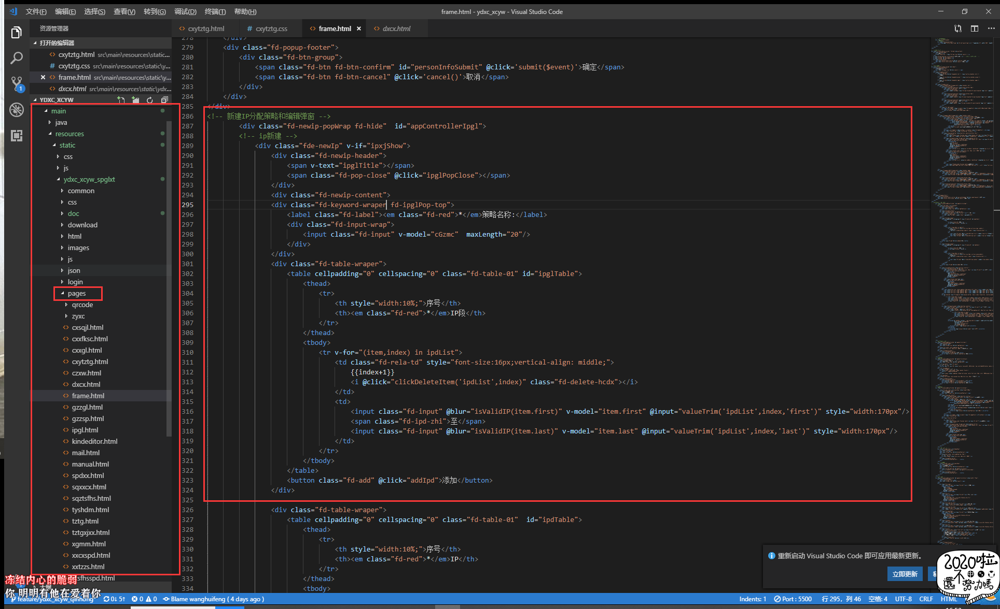 文件(F) 编辑(E) 选择(S) 查看(V) 转到(G) 调试(D) 终端(T) 帮助(H)
frame.html - ydxc_xcyw - Visual Studio Code
资源管理器
cxytztg.html
# cxytztg.css
frame.html
dxcx.html
打开的编辑器
cxytztg.html src\main\resources\static...
# cxytztg.css src\main\resources\static\y...
frame.html src\main\resources\static\y...
dxcx.html src\main\resources\static\ydx...
YDXC_XCYW
main
java
resources
static
css
js
ydxc_xcyw_spglxt
common
css
doc
download
html
images
js
json
login
pages
qrcode
zyxc
cxsqjl.html
cxxfksc.html
cxxgl.html
cxytztg.html
czxw.html
dxcx.html
frame.html
gzzgl.html
gzzsp.html
ipgl.html
kindeditor.html
mail.html
manual.html
spdxx.html
sqxxcx.html
sqztsfhs.html
tyshdm.html
tztg.html
tztgxjxx.html
xgmm.html
xxcxspd.html
xxtzzs.html
278 </div>
279 <div class="fd-popup-footer">
280 <div class="fd-btn-group">
281 <span class="fd-btn fd-btn-confirm" id="personInfoSubmit" @click='submit($event)'>确定</span>
282 <span class="fd-btn fd-btn-cancel" @click='cancel()'>取消</span>
283 </div>
284 </div>
285 </div>
286 <!-- 新建IP分配策略和编辑弹窗 -->
287 <div class="fd-newip-popWrap fd-hide"  id="appControllerIpgl">
288 <!-- ip新建 -->
289 <div class="fde-newIp" v-if="ipxjShow">
290 <div class="fd-newip-header">
291 <span v-text="ipglTitle"></span>
292 <span class="fd-pop-close" @click="ipglPopClose"></span>
293 </div>
294 <div class="fd-newip-content">
295 <div class="fd-keyword-wraper fd-ipglPop-top">
296 <label class="fd-label"><em class="fd-red">*</em>策略名称:</label>
297 <div class="fd-input-wrap">
298 <input class="fd-input" v-model="cGzmc"  maxLength="20"/>
299 </div>
300 </div>
301 <div class="fd-table-wraper">
302 <table cellpadding="0" cellspacing="0" class="fd-table-01" id="ipglTable">
303 <thead>
304 <tr>
305 <th style="width:10%;">序号</th>
306 <th><em class="fd-red">*</em>IP段</th>
307 </tr>
308 </thead>
309 <tbody>
310 <tr v-for="(item,index) in ipdList">
311 <td class="fd-rela-td" style="font-size:16px;vertical-align: middle;">
312 {{index+1}}
313 <i @click="clickDeleteItem('ipdList',index)" class="fd-delete-hcdx"></i>
314 </td>
315 <td>
316 <input class="fd-input" @blur="isValidIP(item.first)" v-model="item.first" @input="valueTrim('ipdList',index,'first')" style="width:170px"/>
317 <span class="fd-ipd-zhi">至</span>
318 <input class="fd-input" @blur="isValidIP(item.last)" v-model="item.last" @input="valueTrim('ipdList',index,'last')" style="width:170px"/>
319 </td>
320 </tr>
321 </tbody>
322 </table>
323 <button class="fd-add" @click="addIpd">添加</button>
324 </div>
325
326 <div class="fd-table-wraper">
327 <table cellpadding="0" cellspacing="0" class="fd-table-01"  id="ipdTable">
328 <thead>
329 <tr>
330 <th style="width:10%;">序号</th>
331 <th><em class="fd-red">*</em>IP</th>
332 </tr>
333 </thead>
334 <tbody>
重新启动 Visual Studio Code 即可应用最新更新。
立即更新
2020啦
還不努力嗎
中
冻结内心的脆弱
你 明明有他在爱着你
feature/ydxc_xcyw_qinhong 0↓ 5↑ 0 0 Blame wanghuifeng ( 4 days ago )
Indents: 1 Port : 5500 行 295，列 46 空格: 4 UTF-8 CRLF HTML
1